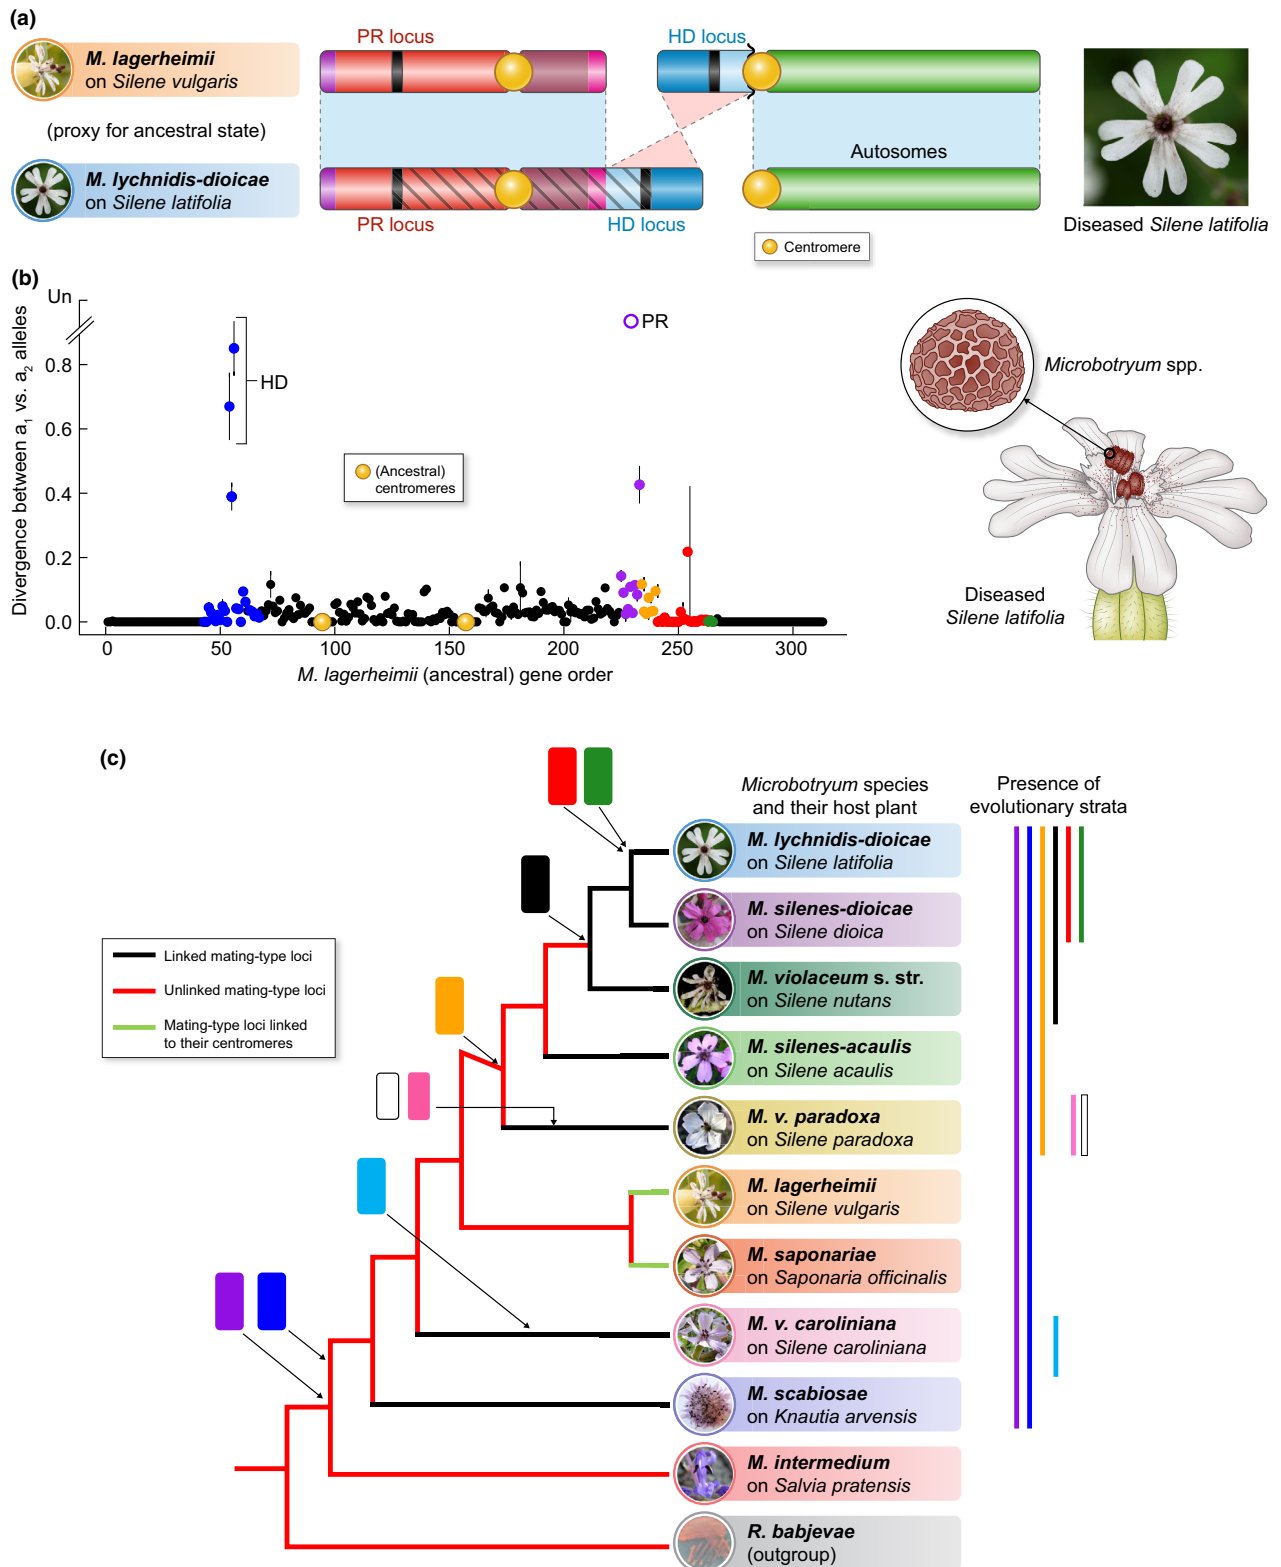 (a)
PR locus
HD locus
M. lagerheimii
on Silene vulgaris
(proxy for ancestral state)
M. lychnidis-dioicae
on Silene latifolia
Autosomes
PR locus
HD locus
Centromere
Diseased Silene latifolia
(b)
Un
0.8
0.6
0.4
0.2
0.0
Divergence between a1 vs. a2 alleles
HD
PR
(Ancestral)
centromeres
0
50
100
150
200
250
300
M. lagerheimii (ancestral) gene order
Microbotryum spp.
Diseased
Silene latifolia
(c)
Microbotryum species
and their host plant
Presence of
evolutionary strata
Linked mating-type loci
Unlinked mating-type loci
Mating-type loci linked
to their centromeres
M. lychnidis-dioicae
on Silene latifolia
M. silenes-dioicae
on Silene dioica
M. violaceum s. str.
on Silene nutans
M. silenes-acaulis
on Silene acaulis
M. v. paradoxa
on Silene paradoxa
M. lagerheimii
on Silene vulgaris
M. saponariae
on Saponaria officinalis
M. v. caroliniana
on Silene caroliniana
M. scabiosae
on Knautia arvensis
M. intermedium
on Salvia pratensis
R. babjevae
(outgroup)